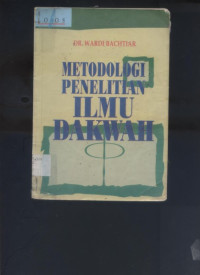 DR. WARDI BACHTIAR
METODOLOGI
PENELITIAN
ILMU
DAKWAH